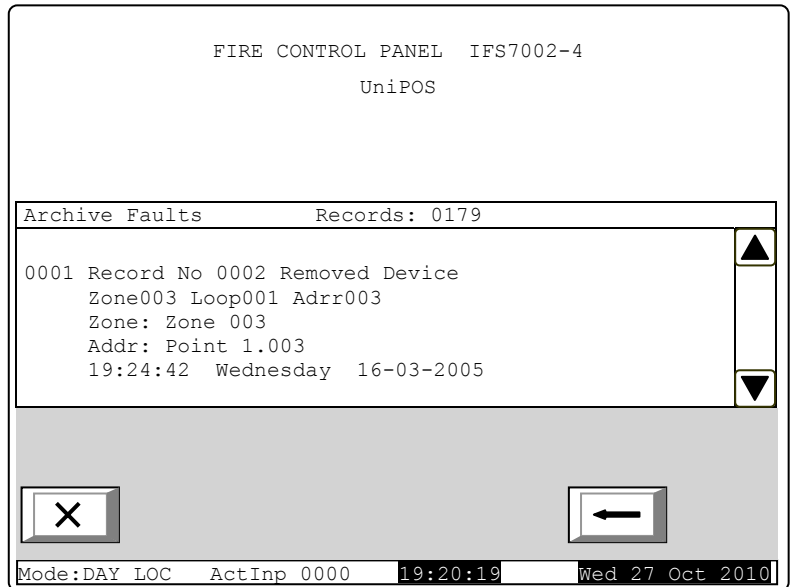 FIRE CONTROL PANEL IFS7002-4
UniPOS
Archive Faults Records: 0179
0001 Record No 0002 Removed Device
Zone003 Loop001 Adrr003
Zone: Zone 003
Addr: Point 1.003
19:24:42 Wednesday 16-03-2005
Mode:DAY LOC ActInp 0000 19:20:19 Wed 27 Oct 2010